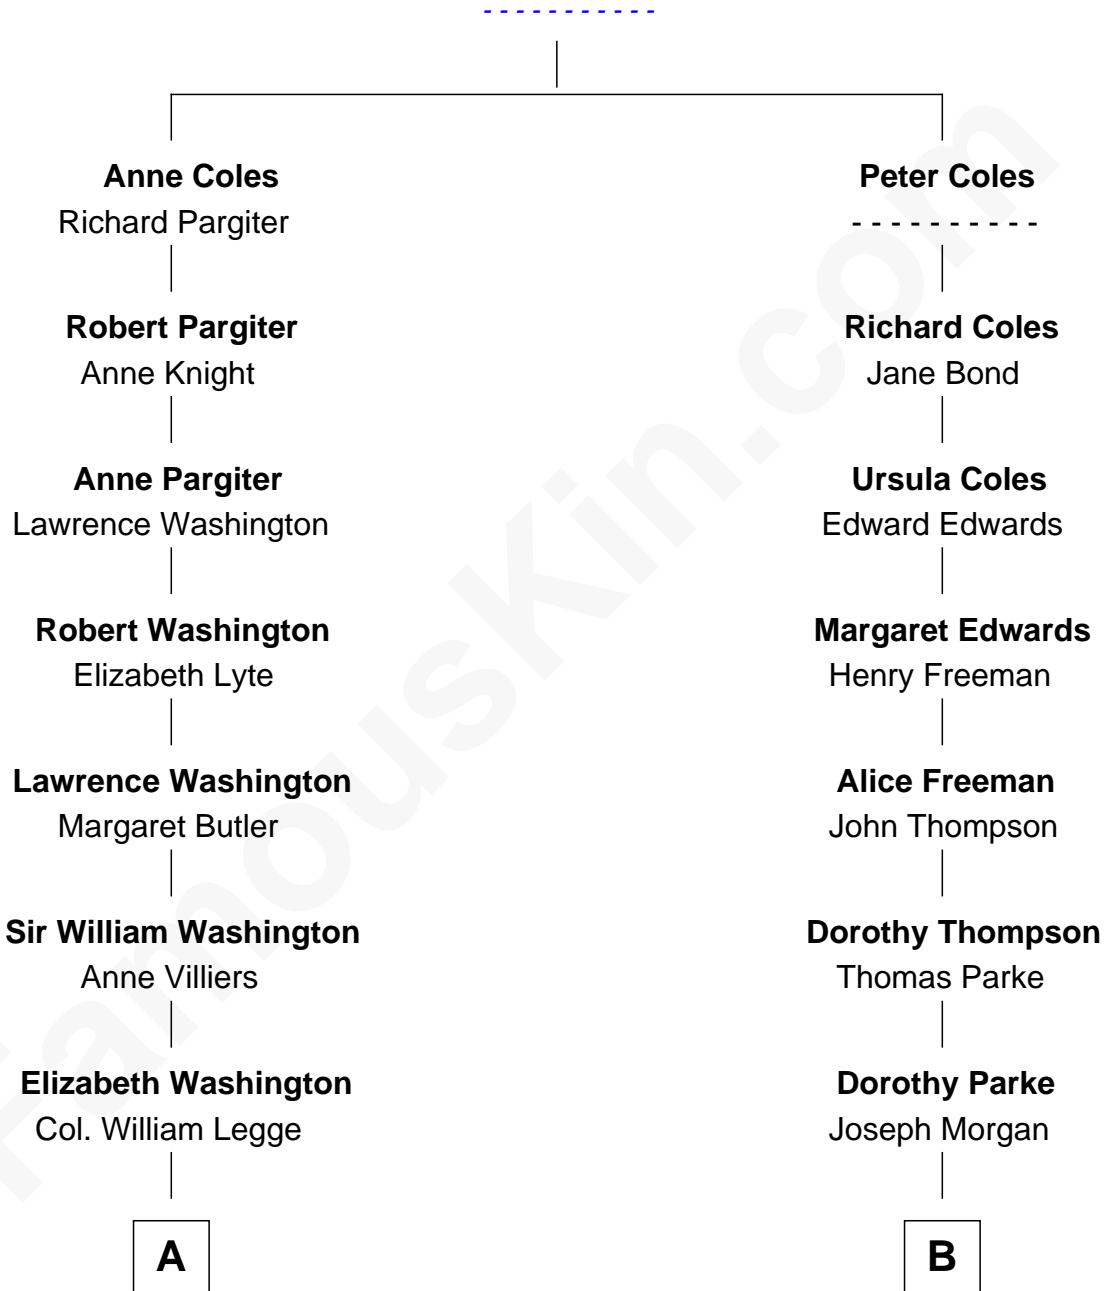 - - - - - - - - - - -
Anne Coles
Richard Pargiter
Robert Pargiter
Anne Knight
Anne Pargiter
Lawrence Washington
Robert Washington
Elizabeth Lyte
Lawrence Washington
Margaret Butler
Sir William Washington
Anne Villiers
Elizabeth Washington
Col. William Legge
A
Peter Coles
- - - - - - - - - -
Richard Coles
Jane Bond
Ursula Coles
Edward Edwards
Margaret Edwards
Henry Freeman
Alice Freeman
John Thompson
Dorothy Thompson
Thomas Parke
Dorothy Parke
Joseph Morgan
B
FamousKin.com